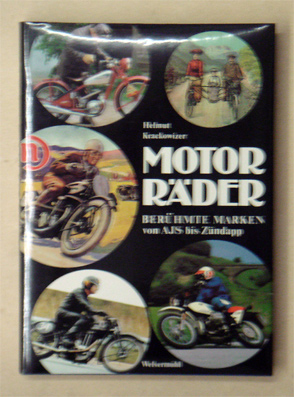 Helmut
Krackowizer
MOTOR
RÄDER
BERÜHMTE MARKEN
von AJS bis Zündapp
Welsermühl